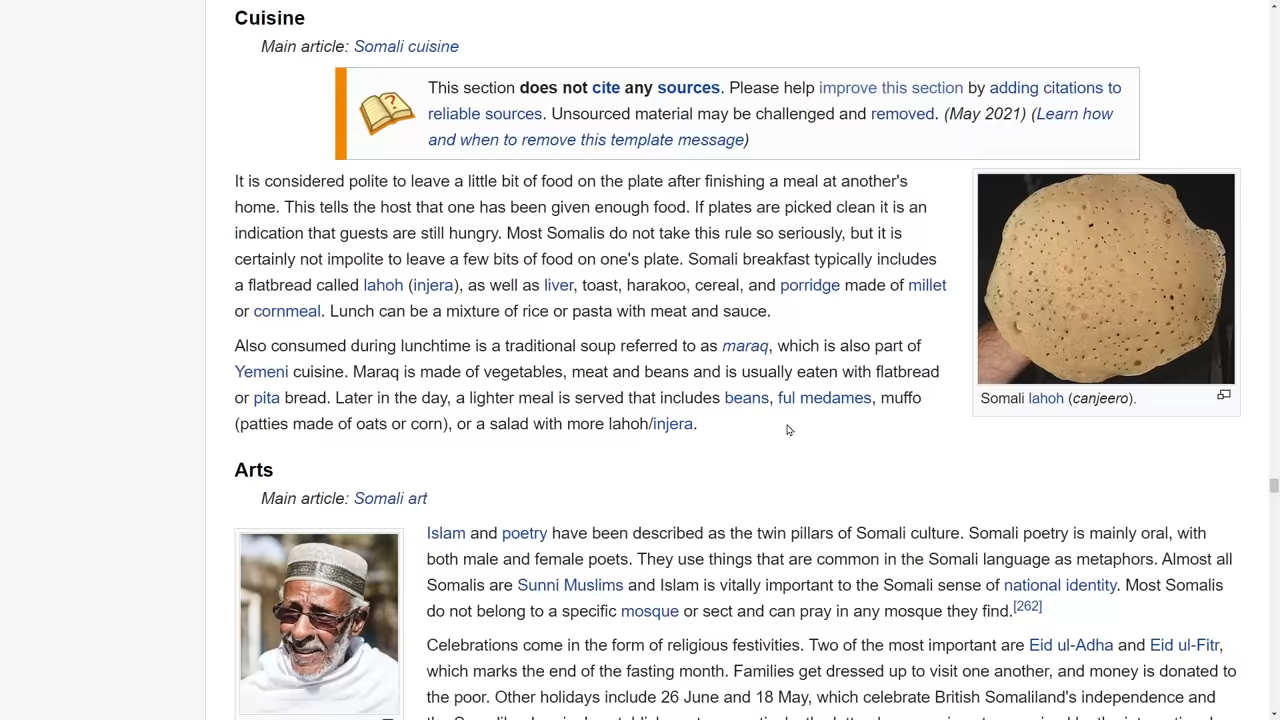 Cuisine
Main article: Somali cuisine
This section does not cite any sources. Please help improve this section by adding citations to
reliable sources. Unsourced material may be challenged and removed. (May 2021) (Learn how
and when to remove this template message)
It is considered polite to leave a little bit of food on the plate after finishing a meal at another's
home. This tells the host that one has been given enough food. If plates are picked clean it is an
indication that guests are still hungry. Most Somalis do not take this rule so seriously, but it is
certainly not impolite to leave a few bits of food on one's plate. Somali breakfast typically includes
a flatbread called lahoh (injera), as well as liver, toast, harakoo, cereal, and porridge made of millet
or cornmeal. Lunch can be a mixture of rice or pasta with meat and sauce.
Also consumed during lunchtime is a traditional soup referred to as maraq, which is also part of
Yemeni cuisine. Maraq is made of vegetables, meat and beans and is usually eaten with flatbread
or pita bread. Later in the day, a lighter meal is served that includes beans, ful medames, muffo
(patties made of oats or corn), or a salad with more lahoh/injera.
Somali lahoh (canjeero).
Arts
Main article: Somali art
Islam and poetry have been described as the twin pillars of Somali culture. Somali poetry is mainly oral, with
both male and female poets. They use things that are common in the Somali language as metaphors. Almost all
Somalis are Sunni Muslims and Islam is vitally important to the Somali sense of national identity. Most Somalis
do not belong to a specific mosque or sect and can pray in any mosque they find.[262]
Celebrations come in the form of religious festivities. Two of the most important are Eid ul-Adha and Eid ul-Fitr,
which marks the end of the fasting month. Families get dressed up to visit one another, and money is donated to
the poor. Other holidays include 26 June and 18 May, which celebrate British Somaliland's independence and